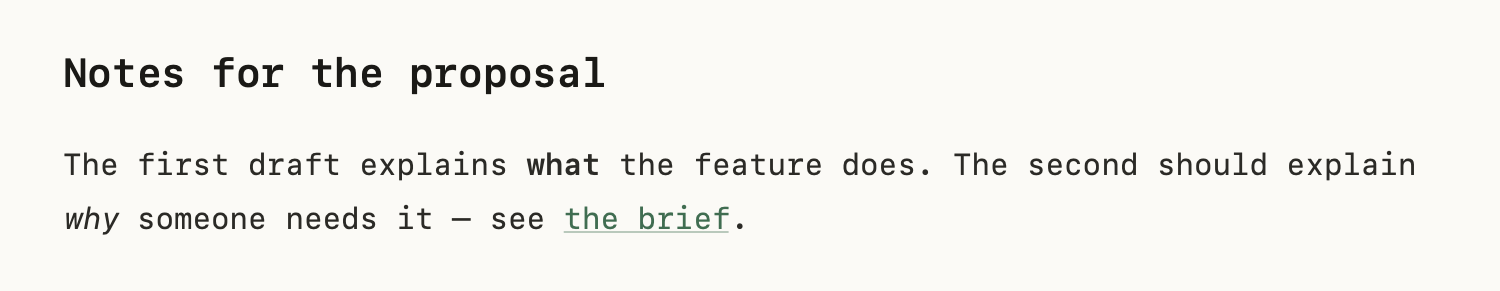 Notes for the proposal
The first draft explains what the feature does. The second should explain
why someone needs it — see the brief.